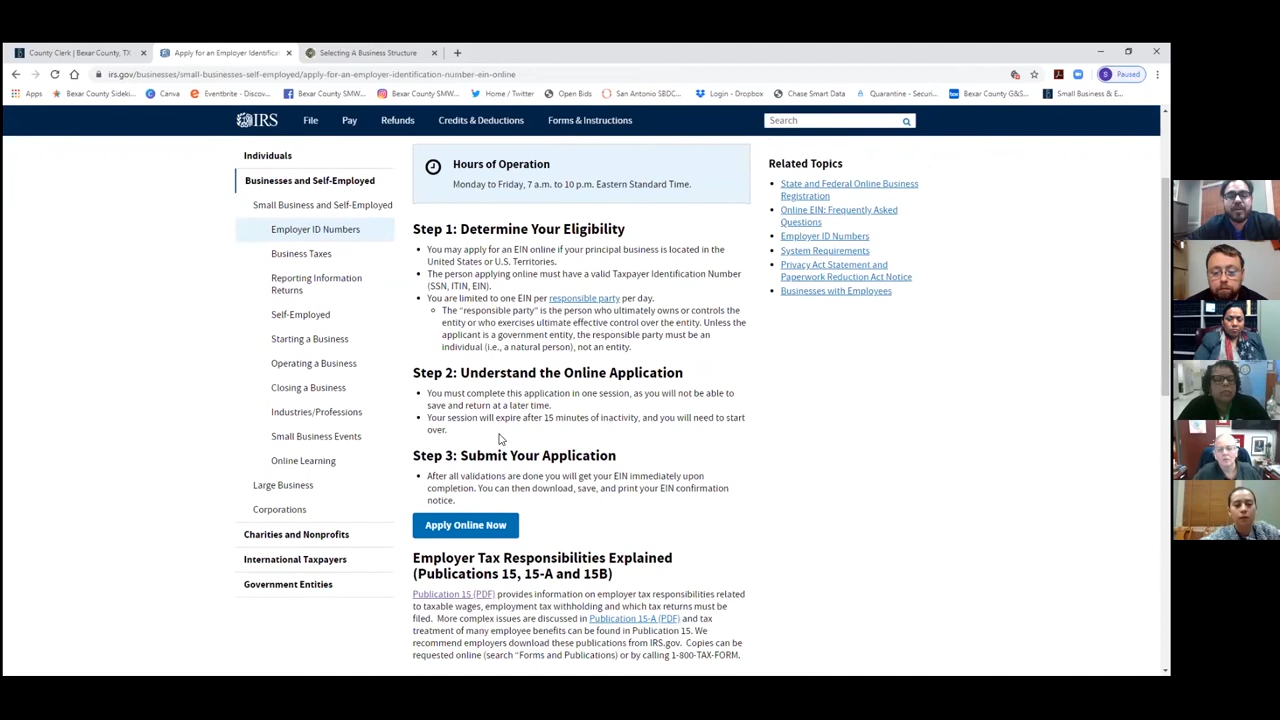 County Clerk | Bexar County, TX
Apply for an Employer Identifica
Selecting A Business Structure
irs.gov/businesses/small-businesses-self-employed/apply-for-an-employer-identification-number-ein-online
S Paused
Apps
Bexar County Sideki...
Canva
Eventbrite - Discov...
Bexar County SMW...
Bexar County SMW...
Home / Twitter
Open Bids
San Antonio SBDC...
Login - Dropbox
Chase Smart Data
Quarantine - Securi...
Bexar County G&S...
Small Business & E...
IRS
File
Pay
Refunds
Credits & Deductions
Forms & Instructions
Search
Individuals
Businesses and Self-Employed
Small Business and Self-Employed
Employer ID Numbers
Business Taxes
Reporting Information
Returns
Self-Employed
Starting a Business
Operating a Business
Closing a Business
Industries/Professions
Small Business Events
Online Learning
Large Business
Corporations
Charities and Nonprofits
International Taxpayers
Government Entities
Hours of Operation
Monday to Friday, 7 a.m. to 10 p.m. Eastern Standard Time.
Step 1: Determine Your Eligibility
• You may apply for an EIN online if your principal business is located in the
United States or U.S. Territories.
• The person applying online must have a valid Taxpayer Identification Number
(SSN, ITIN, EIN).
• You are limited to one EIN per responsible party per day.
The "responsible party" is the person who ultimately owns or controls the
entity or who exercises ultimate effective control over the entity. Unless the
applicant is a government entity, the responsible party must be an
individual (i.e., a natural person), not an entity.
Step 2: Understand the Online Application
• You must complete this application in one session, as you will not be able to
save and return at a later time.
• Your session will expire after 15 minutes of inactivity, and you will need to start
over.
Step 3: Submit Your Application
• After all validations are done you will get your EIN immediately upon
completion. You can then download, save, and print your EIN confirmation
notice.
Apply Online Now
Employer Tax Responsibilities Explained
(Publications 15, 15-A and 15B)
Publication 15 (PDF) provides information on employer tax responsibilities related
to taxable wages, employment tax withholding and which tax returns must be
filed. More complex issues are discussed in Publication 15-A (PDF) and tax
treatment of many employee benefits can be found in Publication 15. We
recommend employers download these publications from IRS.gov. Copies can be
requested online (search "Forms and Publications) or by calling 1-800-TAX-FORM.
Related Topics
• State and Federal Online Business
Registration
• Online EIN: Frequently Asked
Questions
• Employer ID Numbers
• System Requirements
• Privacy Act Statement and
Paperwork Reduction Act Notice
• Businesses with Employees